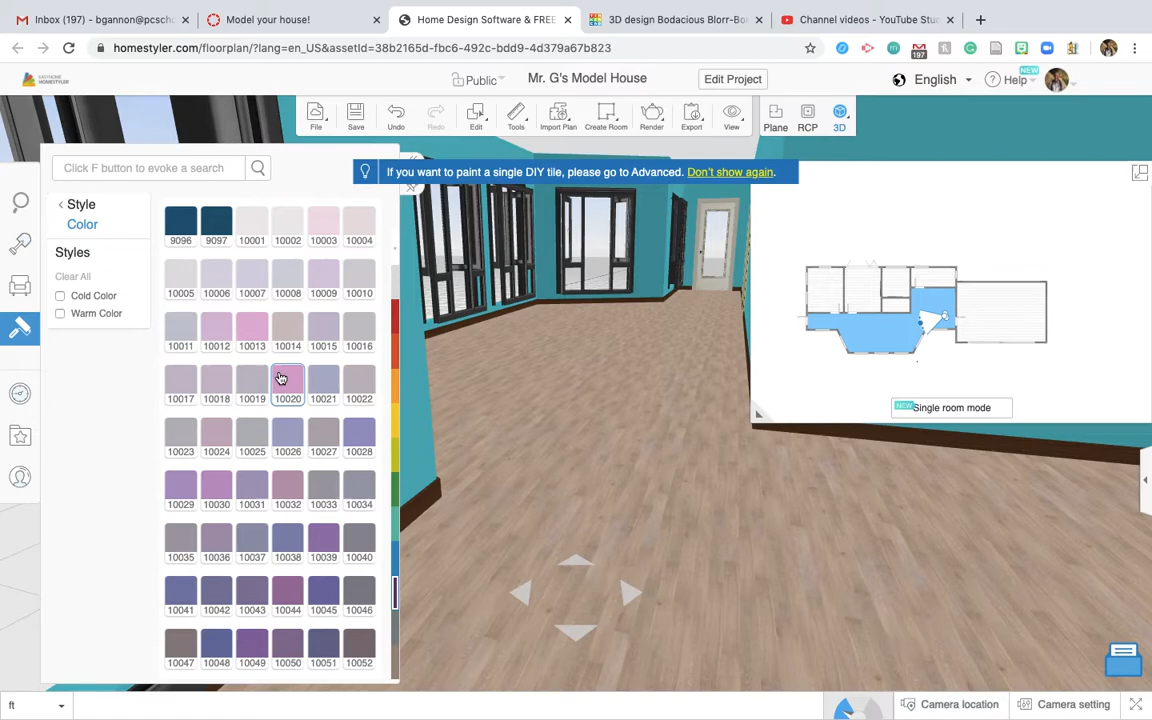 Inbox (197) - bgannon@pcscho
Model your house!
Home Design Software & FREE
3D design Bodacious Blorr-Bo
Channel videos - YouTube Stu
homestyler.com/floorplan/?lang=en_US&assetId=38b2165d-fbc6-492c-bdd9-4d379a67b823
197
EASYHOME
HOMESTYLER
Public
Mr. G's Model House
Edit Project
English
Help
NEW
File
Save
Undo
Redo
Edit
Tools
Import Plan
Create Room
Render
Export
View
Plane
RCP
3D
Click F button to evoke a search
If you want to paint a single DIY tile, please go to Advanced. Don't show again.
Style
Color
Styles
Clear All
Cold Color
Warm Color
9096 9097 10001 10002 10003 10004
10005 10006 10007 10008 10009 10010
10011 10012 10013 10014 10015 10016
10017 10018 10019 10020 10021 10022
10023 10024 10025 10026 10027 10028
10029 10030 10031 10032 10033 10034
10035 10036 10037 10038 10039 10040
10041 10042 10043 10044 10045 10046
10047 10048 10049 10050 10051 10052
NEW
Single room mode
ft
Camera location
Camera setting